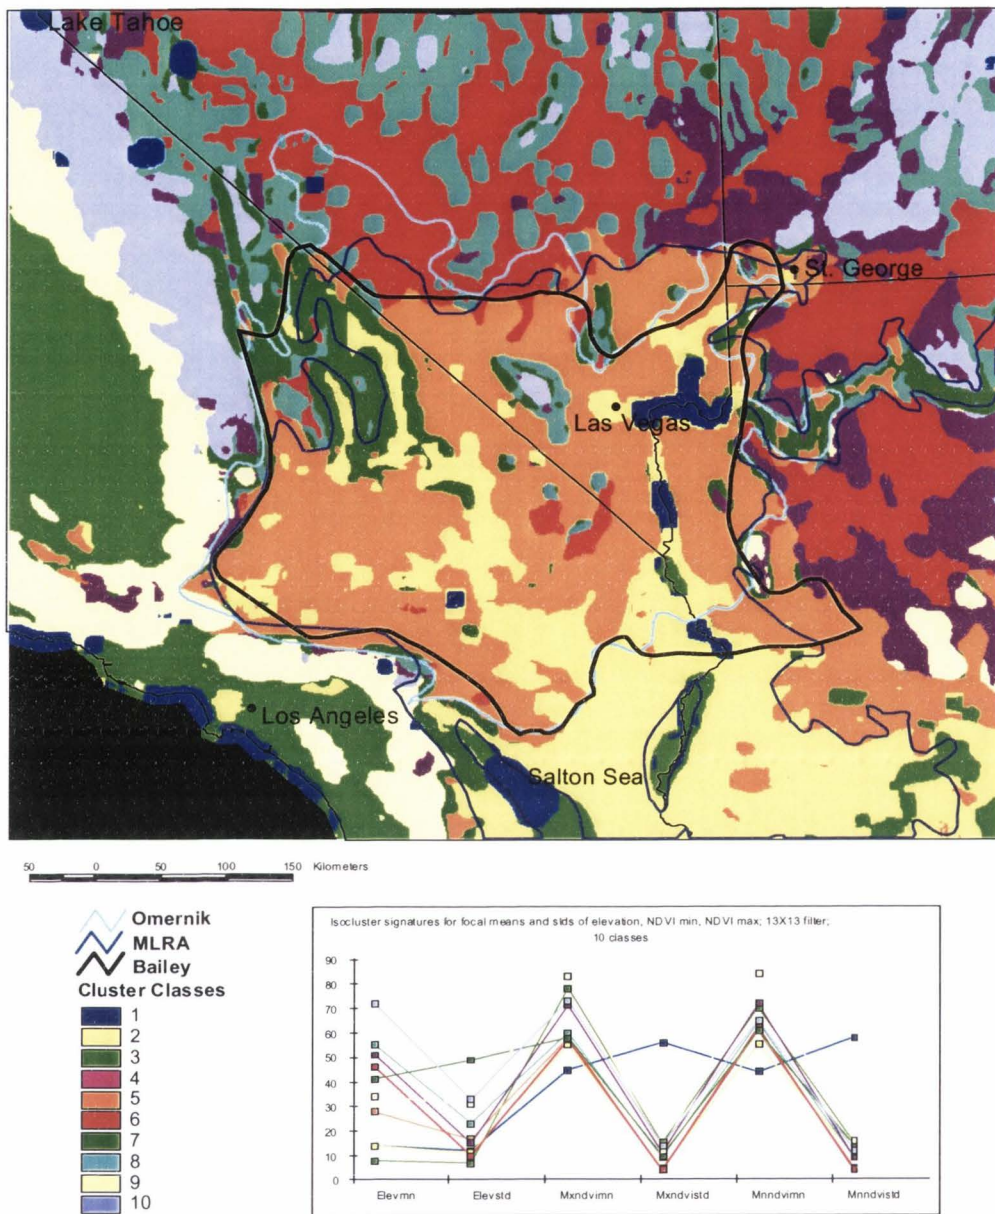 Lake Tahoe
St. George
Las Vegas
Los Angeles
Salton Sea
50 0 50 100 150 Kilometers
Omernik
MLRA
Bailey
Cluster Classes
1
2
3
4
5
6
7
8
9
10
Isocluster signatures for focal means and stds of elevation, NDVI min, NDVI max; 13X13 filter;
10 classes
90
80
70
60
50
40
30
20
10
0
Elevmn Elevstd Mxndvimn Mxndvistd Mnndvimn Mnndvistd